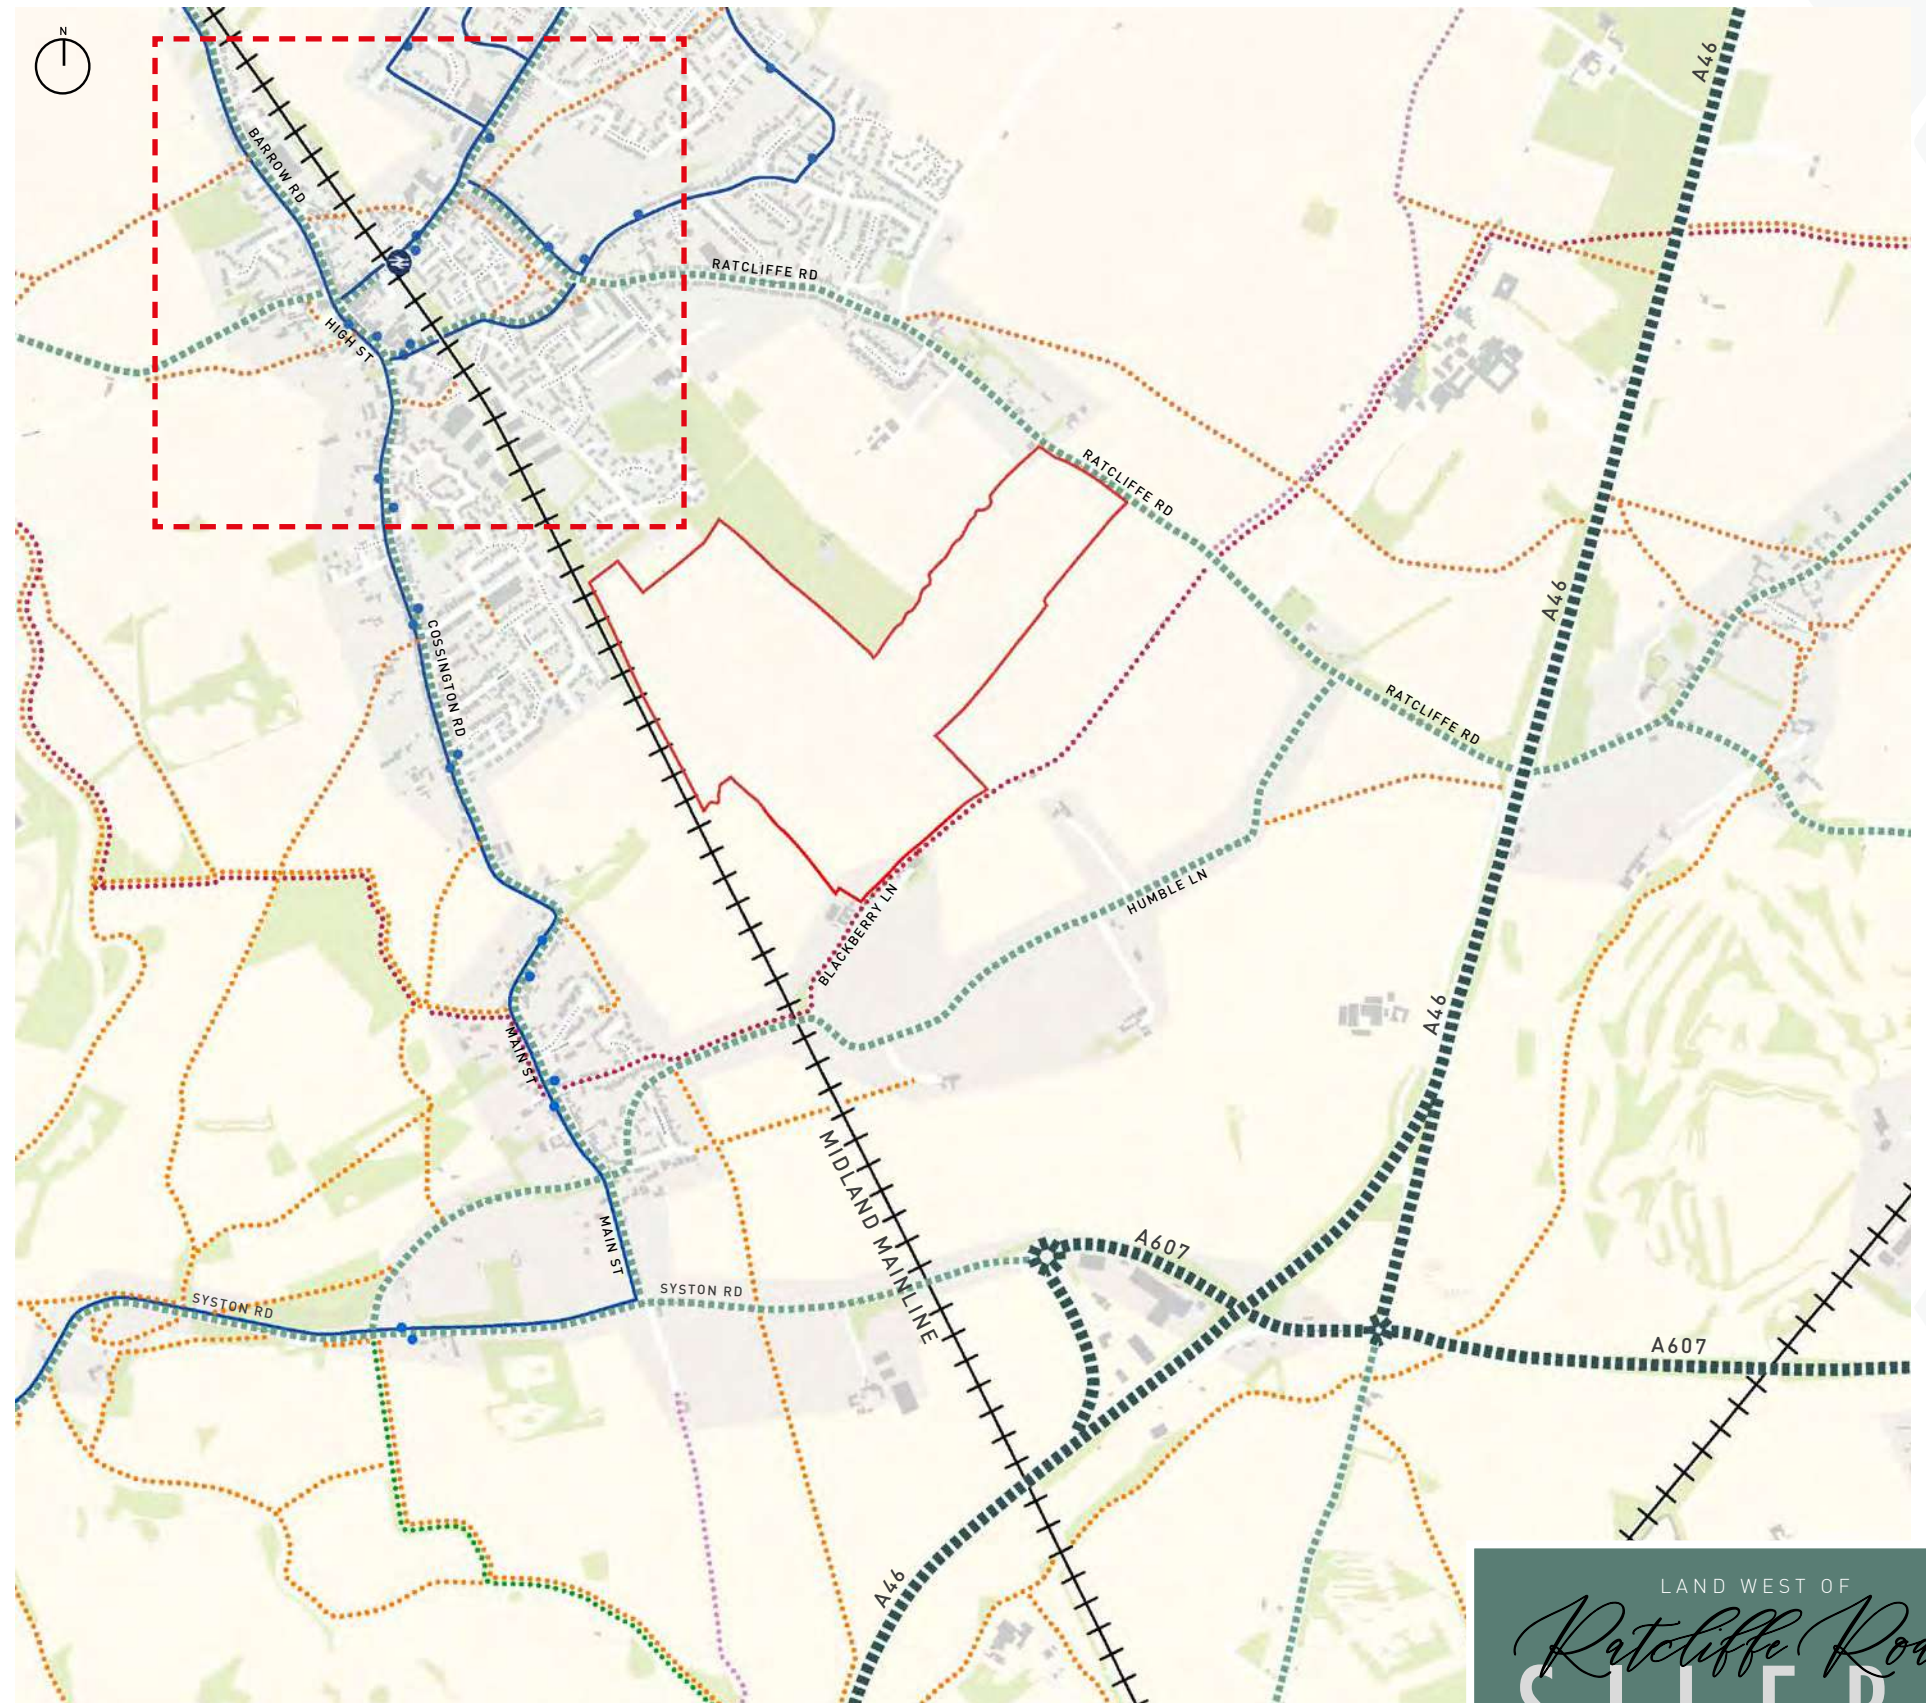 N
A46
BARROW RD
RATCLIFFE RD
HIGH ST
RATCLIFFE RD
A46
COSSINGTON RD
RATCLIFFE RD
HUMBLE LN
BLACKBERRY LN
A46
MAIN ST
MIDLAND MAINLINE
MAIN ST
A607
SYSTON RD
SYSTON RD
A607
A46
LAND WEST OF
Ratcliffe